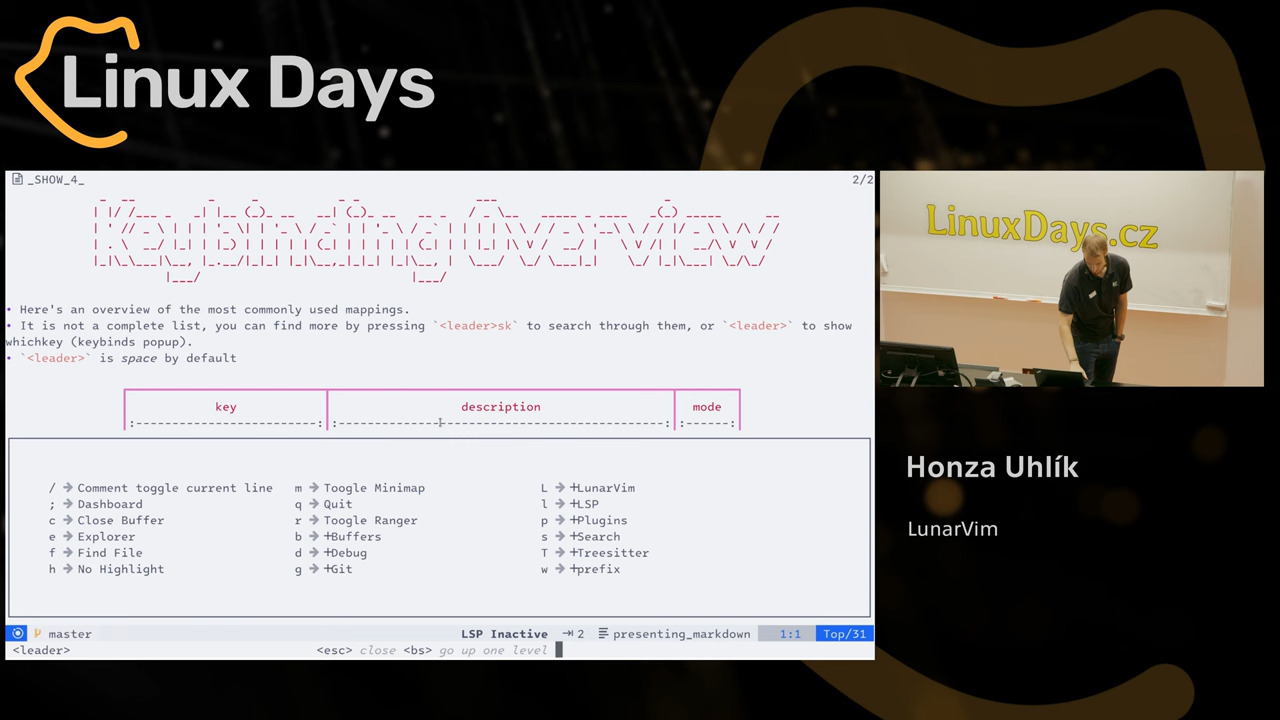 Linux Days
_SHOW_4_ 2/2
Keybinding Overview
• Here's an overview of the most commonly used mappings.
• It is not a complete list, you can find more by pressing `<leader>sk` to search through them, or `<leader>` to show
whichkey (keybinds popup).
• `<leader>` is space by default
key description mode
:-----------------------: :-----------------------------------------: :------:
/ → Comment toggle current line m → Toogle Minimap L → +LunarVim
; → Dashboard q → Quit l → +LSP
c → Close Buffer r → Toogle Ranger p → +Plugins
e → Explorer b → +Buffers s → +Search
f → Find File d → +Debug T → +Treesitter
h → No Highlight g → +Git w → +prefix
master LSP Inactive ⇥ 2 presenting_markdown 1:1 Top/31
<leader> <esc> close <bs> go up one level
LinuxDays.cz
Honza Uhlík
LunarVim